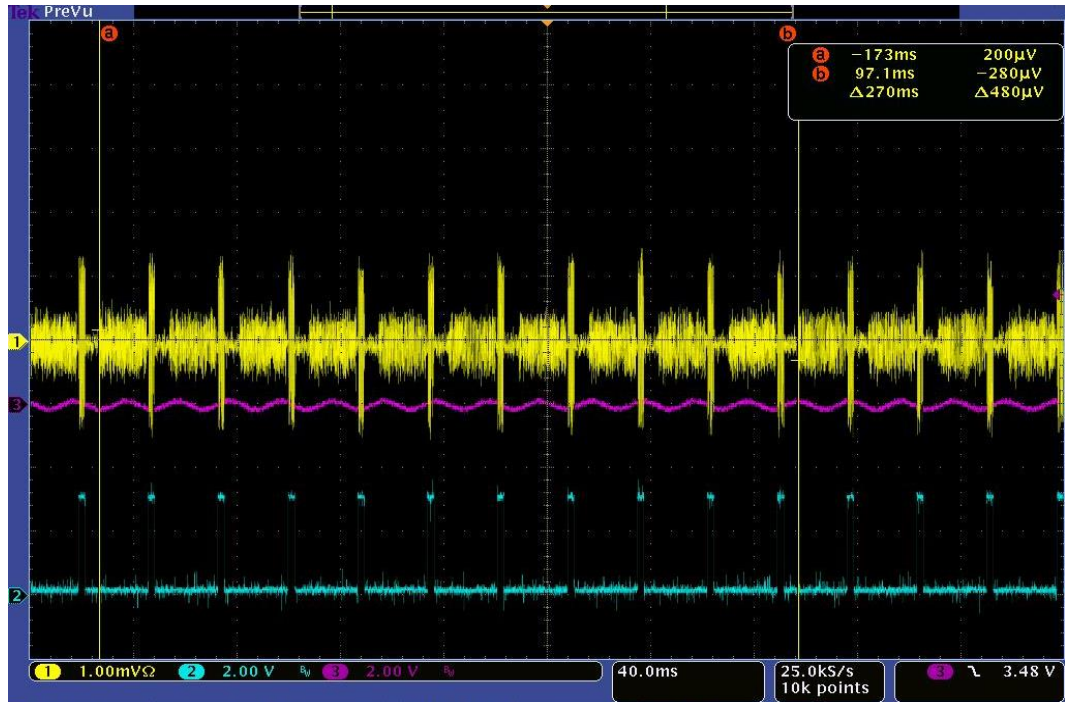 Tek PreVu
a b
a −173ms 200µV
b 97.1ms −280µV
Δ270ms Δ480µV
1
3
2
1 1.00mVΩ 2 2.00 V BW 3 2.00 V BW
40.0ms
25.0kS/s
10k points
3 3.48 V